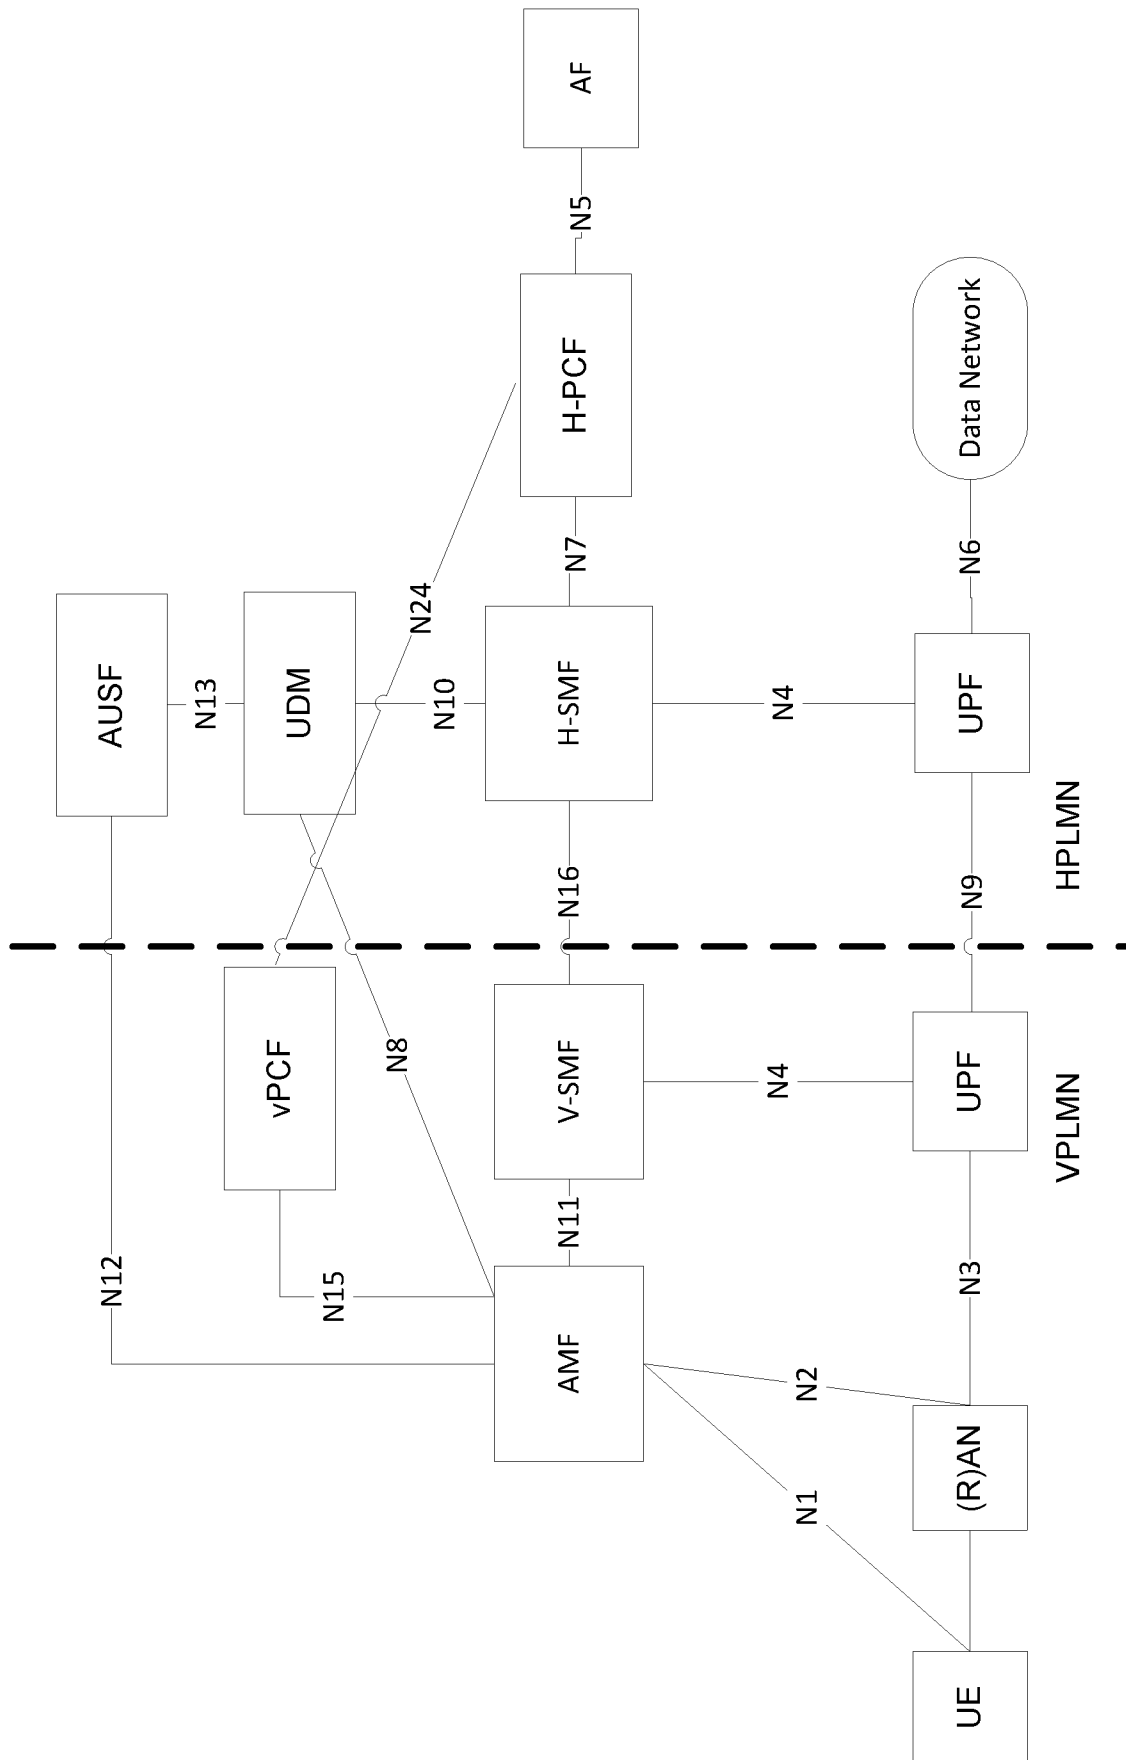 AUSF
N13
N12
vPCF
UDM
N15
N8
N24
N10
AMF
N11
V-SMF
N16
H-SMF
N7
H-PCF
N5
AF
N1
N2
N4
N4
UE
(R)AN
N3
UPF
N9
UPF
N6
Data Network
VPLMN
HPLMN